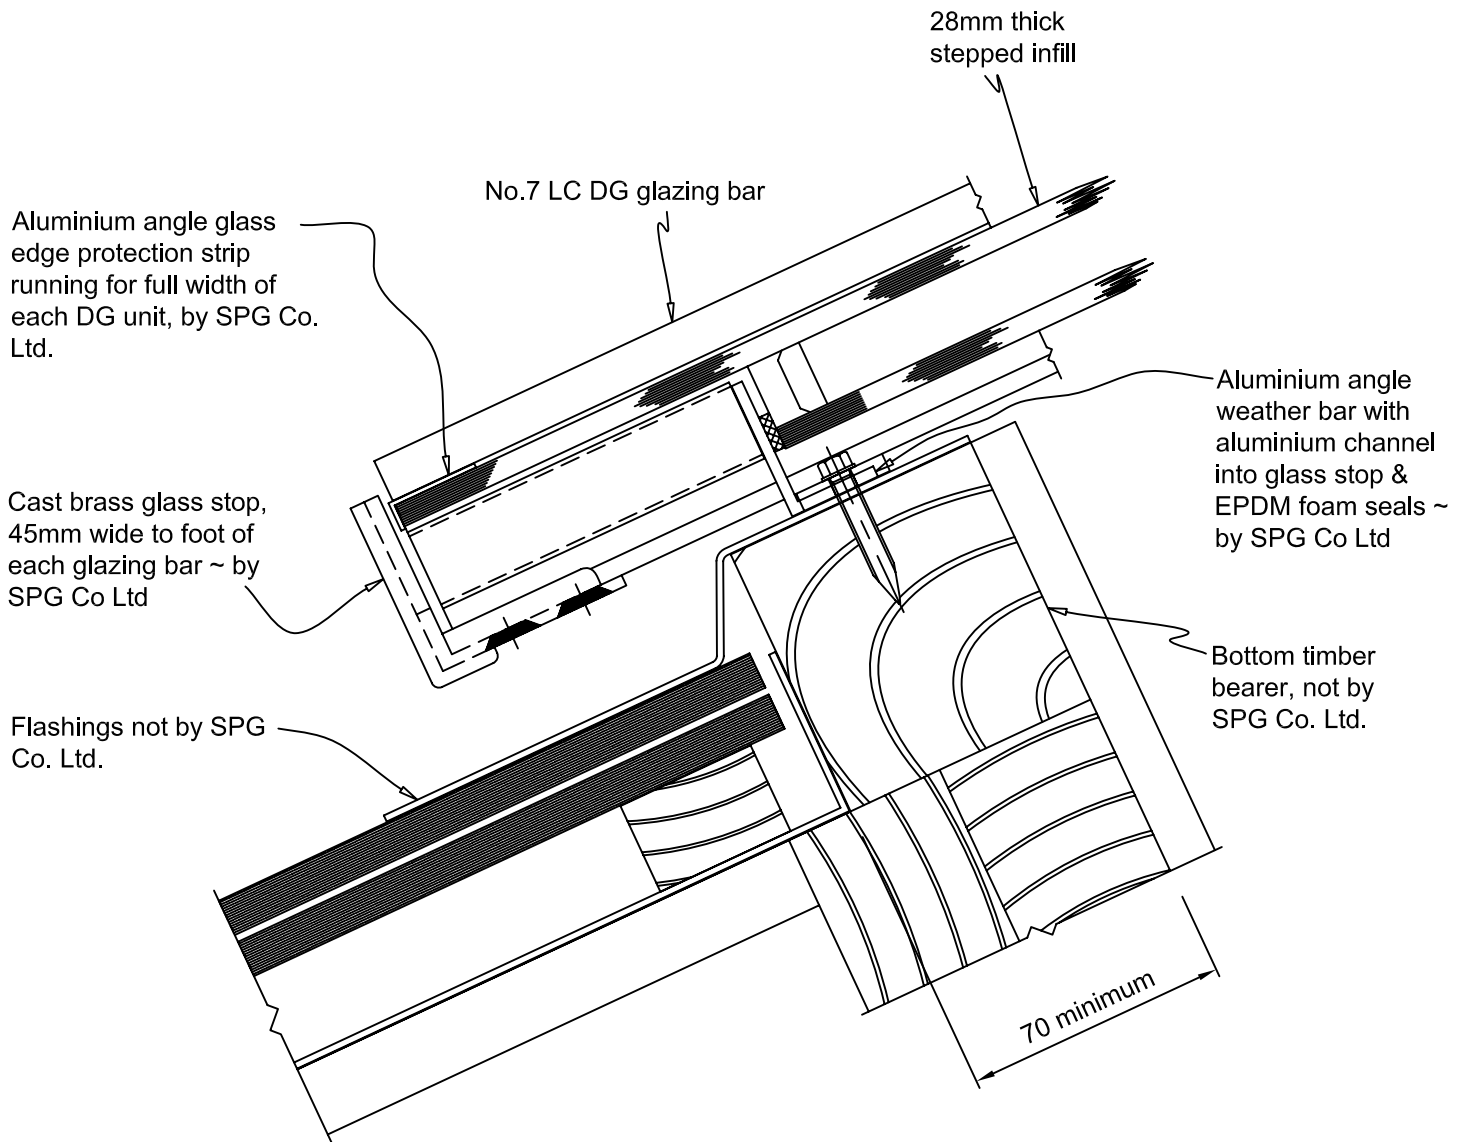 28mm thick
stepped infill
No.7 LC DG glazing bar
Aluminium angle glass
edge protection strip
running for full width of
each DG unit, by SPG Co.
Ltd.
Aluminium angle
weather bar with
aluminium channel
into glass stop &
EPDM foam seals ~
by SPG Co Ltd
Cast brass glass stop,
45mm wide to foot of
each glazing bar ~ by
SPG Co Ltd
Bottom timber
bearer, not by
SPG Co. Ltd.
Flashings not by SPG
Co. Ltd.
70 minimum